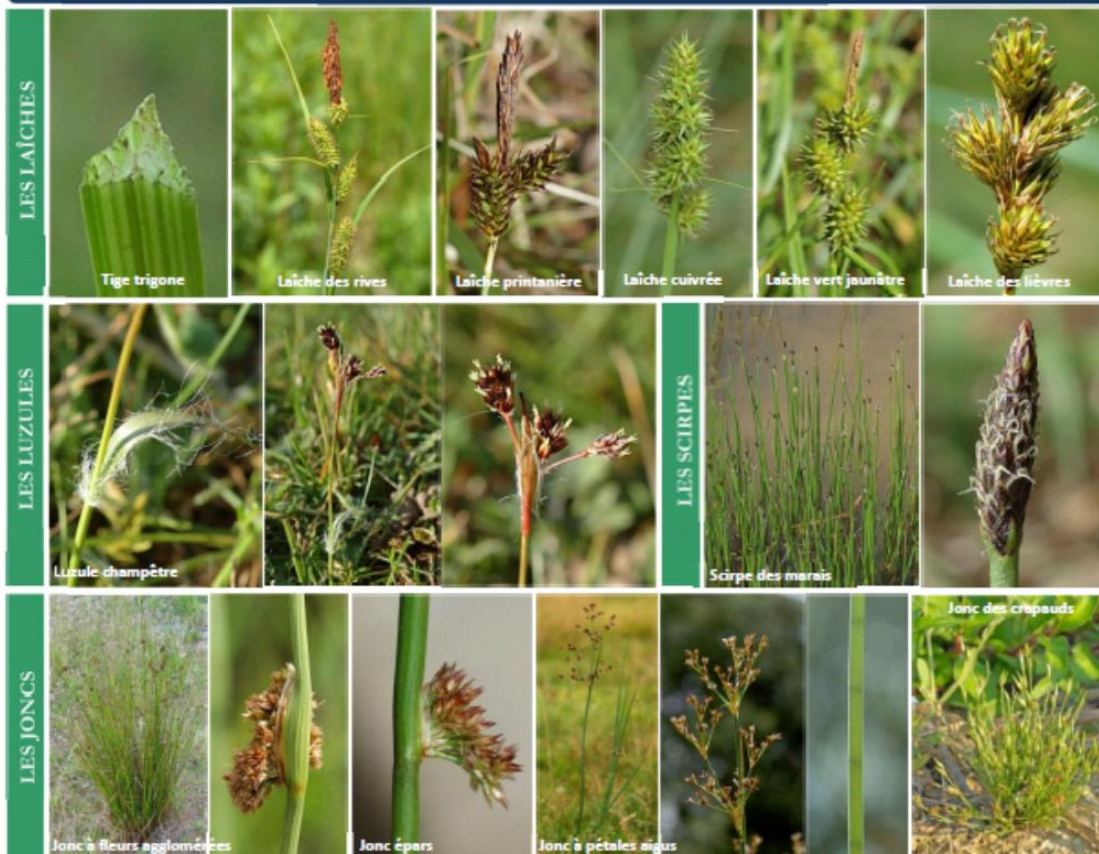 LES LAÎCHES
Tige trigone
Laîche des rives
Laîche printanière
Laîche cuivrée
Laîche vert jaunâtre
Laîche des lièvres
LES LUZULES
Luzule champêtre
LES SCIRPES
Scirpe des marais
LES JONCS
Jonc à fleurs agglomérées
Jonc épars
Jonc à pétales aigus
Jonc des crapauds